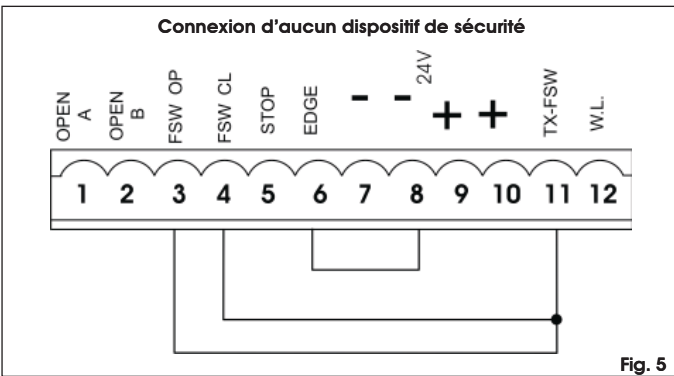 Connexion d'aucun dispositif de sécurité
OPEN A
OPEN B
FSW OP
FSW CL
STOP
EDGE
- - 24V
+ +
TX-FSW
W.L.
1 2 3 4 5 6 7 8 9 10 11 12
Fig. 5